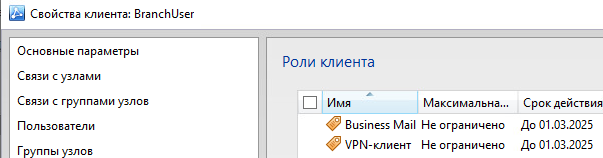 Свойства клиента: BranchUser
Основные параметры
Связи с узлами
Связи с группами узлов
Пользователи
Группы узлов
Роли клиента
Имя Максимальна... Срок действия
Business Mail Не ограничено До 01.03.2025
VPN-клиент Не ограничено До 01.03.2025